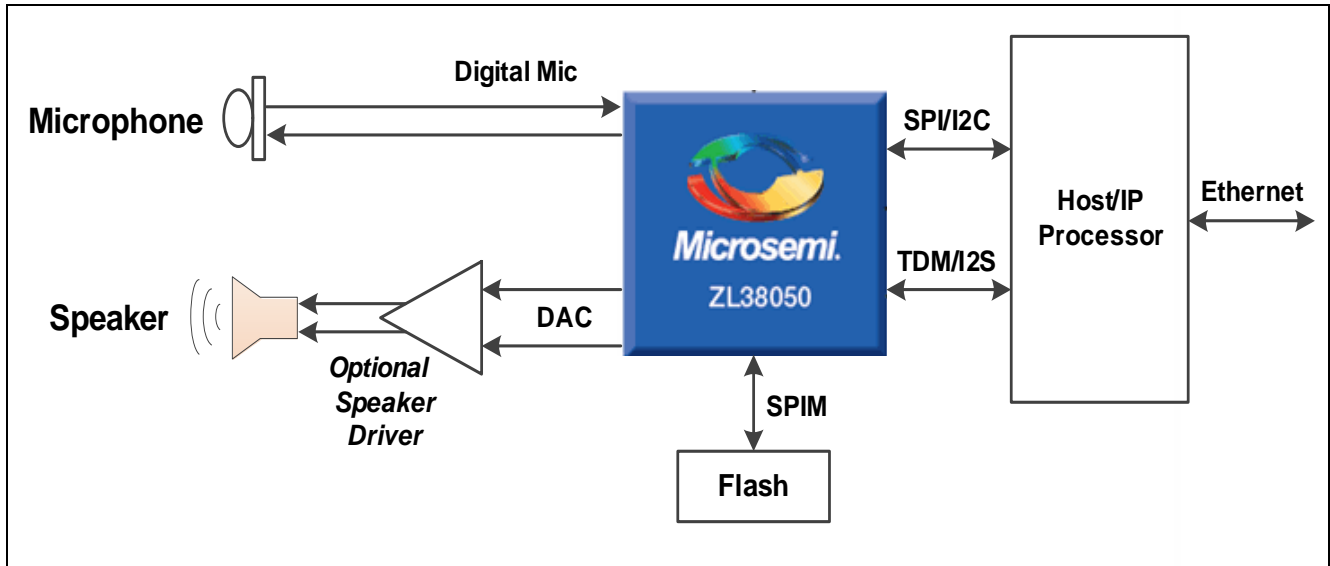 Digital Mic
Microphone
SPI/I2C
Microsemi.
ZL38050
Host/IP
Processor
Ethernet
TDM/I2S
Speaker
DAC
Optional
Speaker
Driver
SPIM
Flash